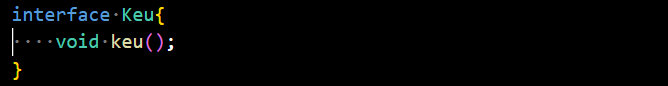 interface Keu{
    void keu();
}